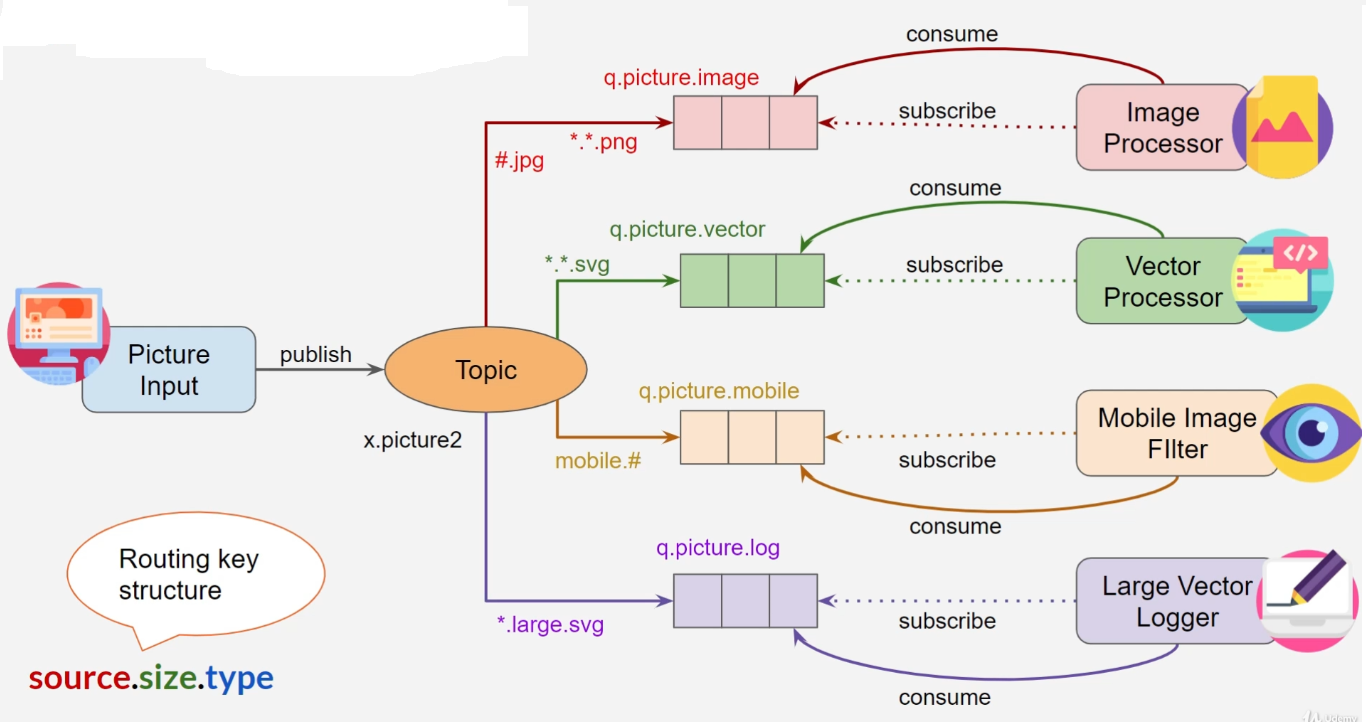 consume
q.picture.image
subscribe
Image
Processor
*.*.png
#.jpg
consume
q.picture.vector
*.*.svg
subscribe
Vector
Processor
</>
Picture
Input
publish
Topic
x.picture2
q.picture.mobile
mobile.#
subscribe
Mobile Image
FIlter
consume
q.picture.log
*.large.svg
subscribe
Large Vector
Logger
consume
Routing key
structure
source.size.type
Udemy